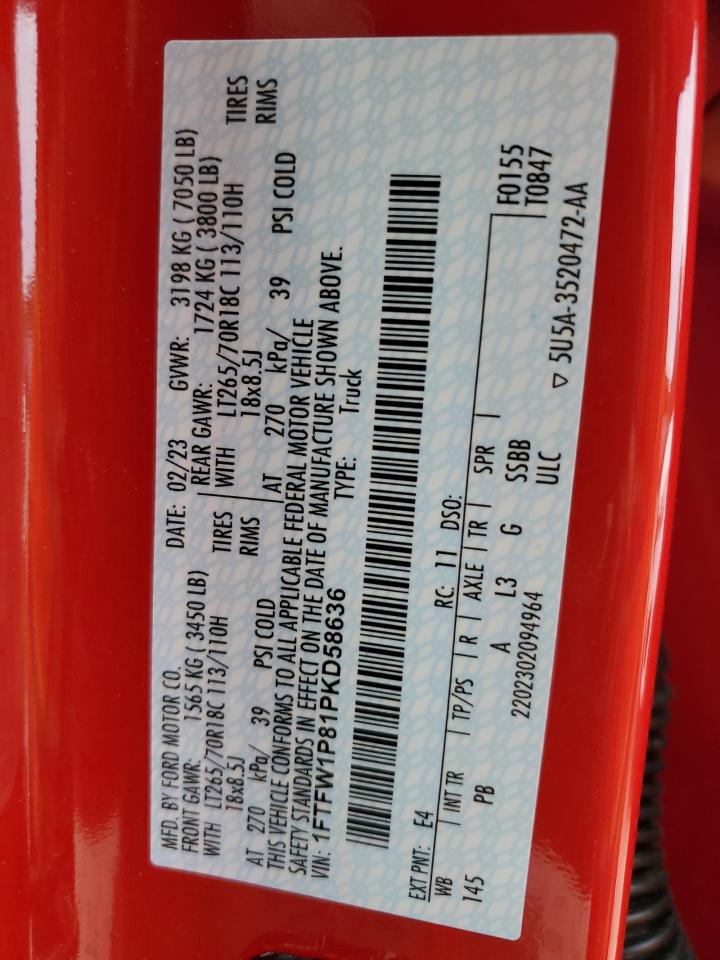 MFD. BY FORD MOTOR CO.
DATE: 02/23 GVWR: 3198 KG ( 7050 LB)
FRONT GAWR: 1565 KG ( 3450 LB)
REAR GAWR: 1724 KG ( 3800 LB)
WITH LT265/70R18C 113/110H TIRES
WITH LT265/70R18C 113/110H TIRES
18x8.5J RIMS
18x8.5J RIMS
AT 270 kPa/ 39 PSI COLD
AT 270 kPa/ 39 PSI COLD
THIS VEHICLE CONFORMS TO ALL APPLICABLE FEDERAL MOTOR VEHICLE
SAFETY STANDARDS IN EFFECT ON THE DATE OF MANUFACTURE SHOWN ABOVE.
VIN: 1FTFW1P81PKD58636 TYPE: Truck
EXT PNT: E4 RC: 11 DSO:
WB INT TR TP/PS R AXLE TR SPR
145 PB A L3 G SSBB F0155
2202302094964 ULC T0847
▽ 5U5A-3520472-AA